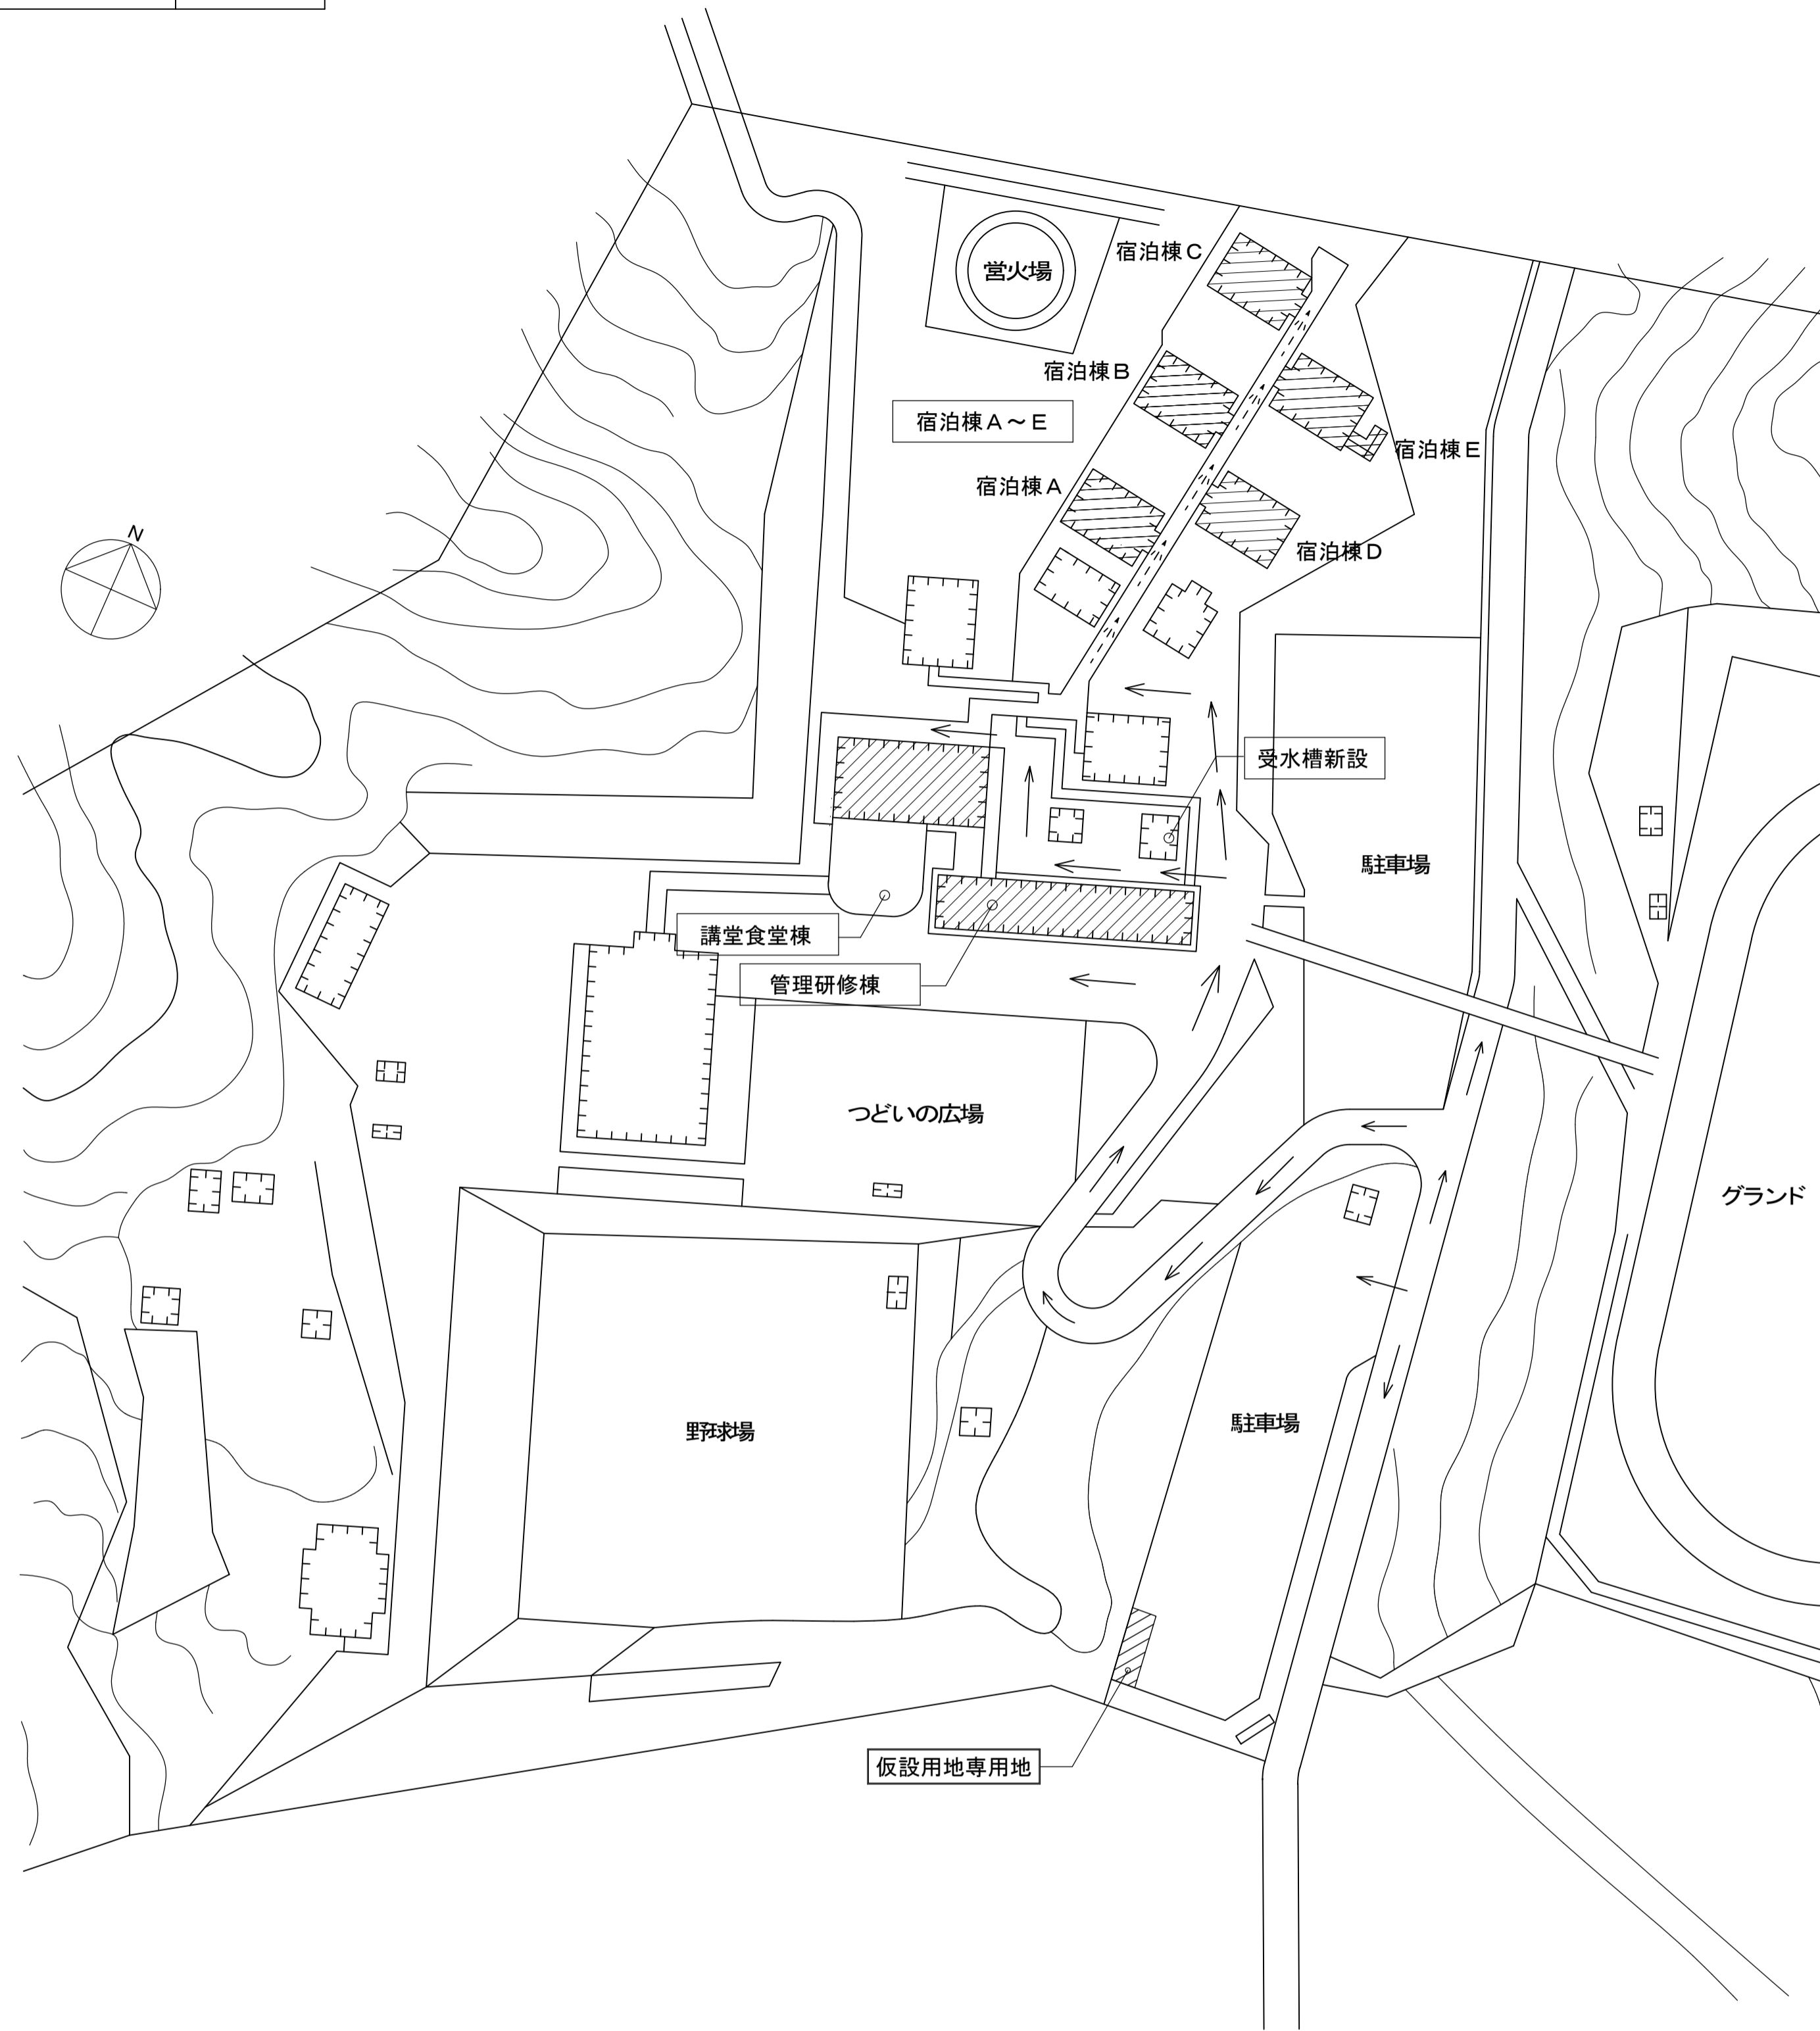 宿泊棟Ｃ
営火場
宿泊棟Ｂ
宿泊棟Ａ～Ｅ
宿泊棟Ｅ
宿泊棟Ａ
N
宿泊棟Ｄ
受水槽新設
駐車場
講堂食堂棟
管理研修棟
つどいの広場
グランド
野球場
駐車場
仮設用地専用地